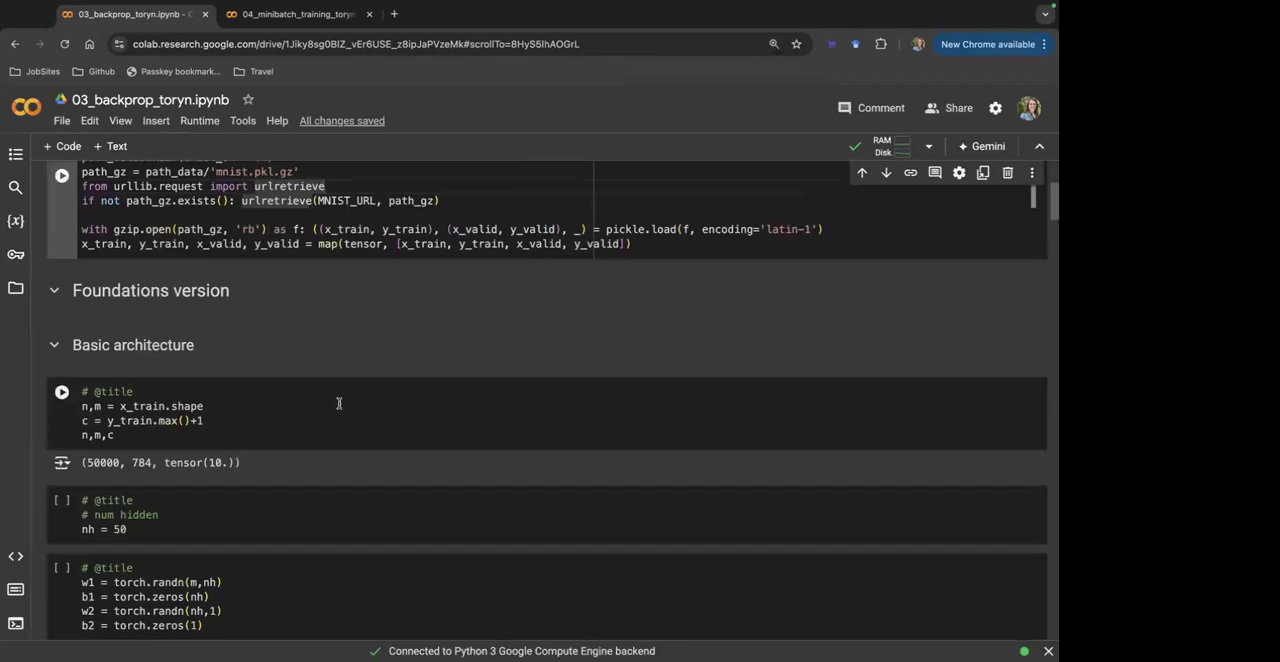 03_backprop_toryn.ipynb - C
04_minibatch_training_toryn
colab.research.google.com/drive/1Jiky8sg0BIZ_vEr6USE_z8ipJaPVzeMk#scrollTo=8HyS5lhAOGrL
New Chrome available
JobSites
Github
Passkey bookmark...
Travel
03_backprop_toryn.ipynb
Comment
Share
File Edit View Insert Runtime Tools Help All changes saved
+ Code + Text
RAM
Disk
Gemini
path_gz = path_data/'mnist.pkl.gz'
from urllib.request import urlretrieve
if not path_gz.exists(): urlretrieve(MNIST_URL, path_gz)
with gzip.open(path_gz, 'rb') as f: ((x_train, y_train), (x_valid, y_valid), _) = pickle.load(f, encoding='latin-1')
x_train, y_train, x_valid, y_valid = map(tensor, [x_train, y_train, x_valid, y_valid])
Foundations version
Basic architecture
# @title
n,m = x_train.shape
c = y_train.max()+1
n,m,c
(50000, 784, tensor(10.))
[ ] # @title
# num hidden
nh = 50
[ ] # @title
w1 = torch.randn(m,nh)
b1 = torch.zeros(nh)
w2 = torch.randn(nh,1)
b2 = torch.zeros(1)
Connected to Python 3 Google Compute Engine backend